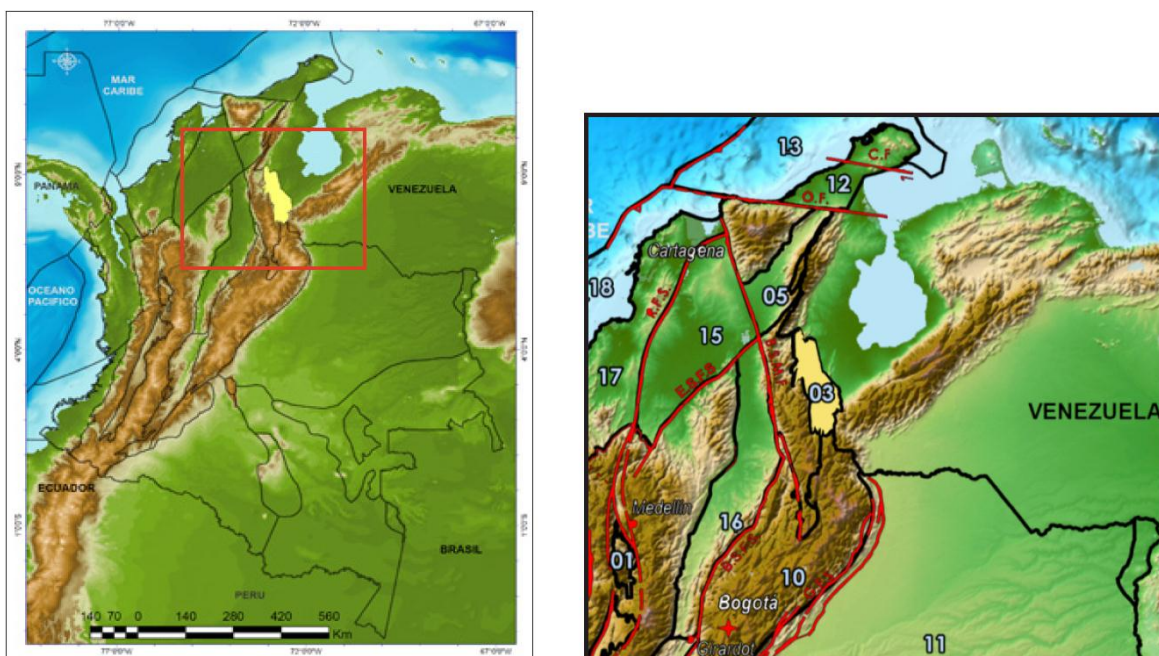 77°0'0"W 72°0'0"W 67°0'0"W
MAR
CARIBE
PANAMA
VENEZUELA
OCEANO
PACIFICO
ECUADOR
BRASIL
PERU
140 70 0 140 280 420 560
Km
77°0'0"W 72°0'0"W 67°0'0"W
13
C.F.
12
O.F.
Cartagena
18
05
R.F.S.
15
17
E.B.F.B.
03
VENEZUELA
Medellin
16
01
10
Bogotá
Girardot
11